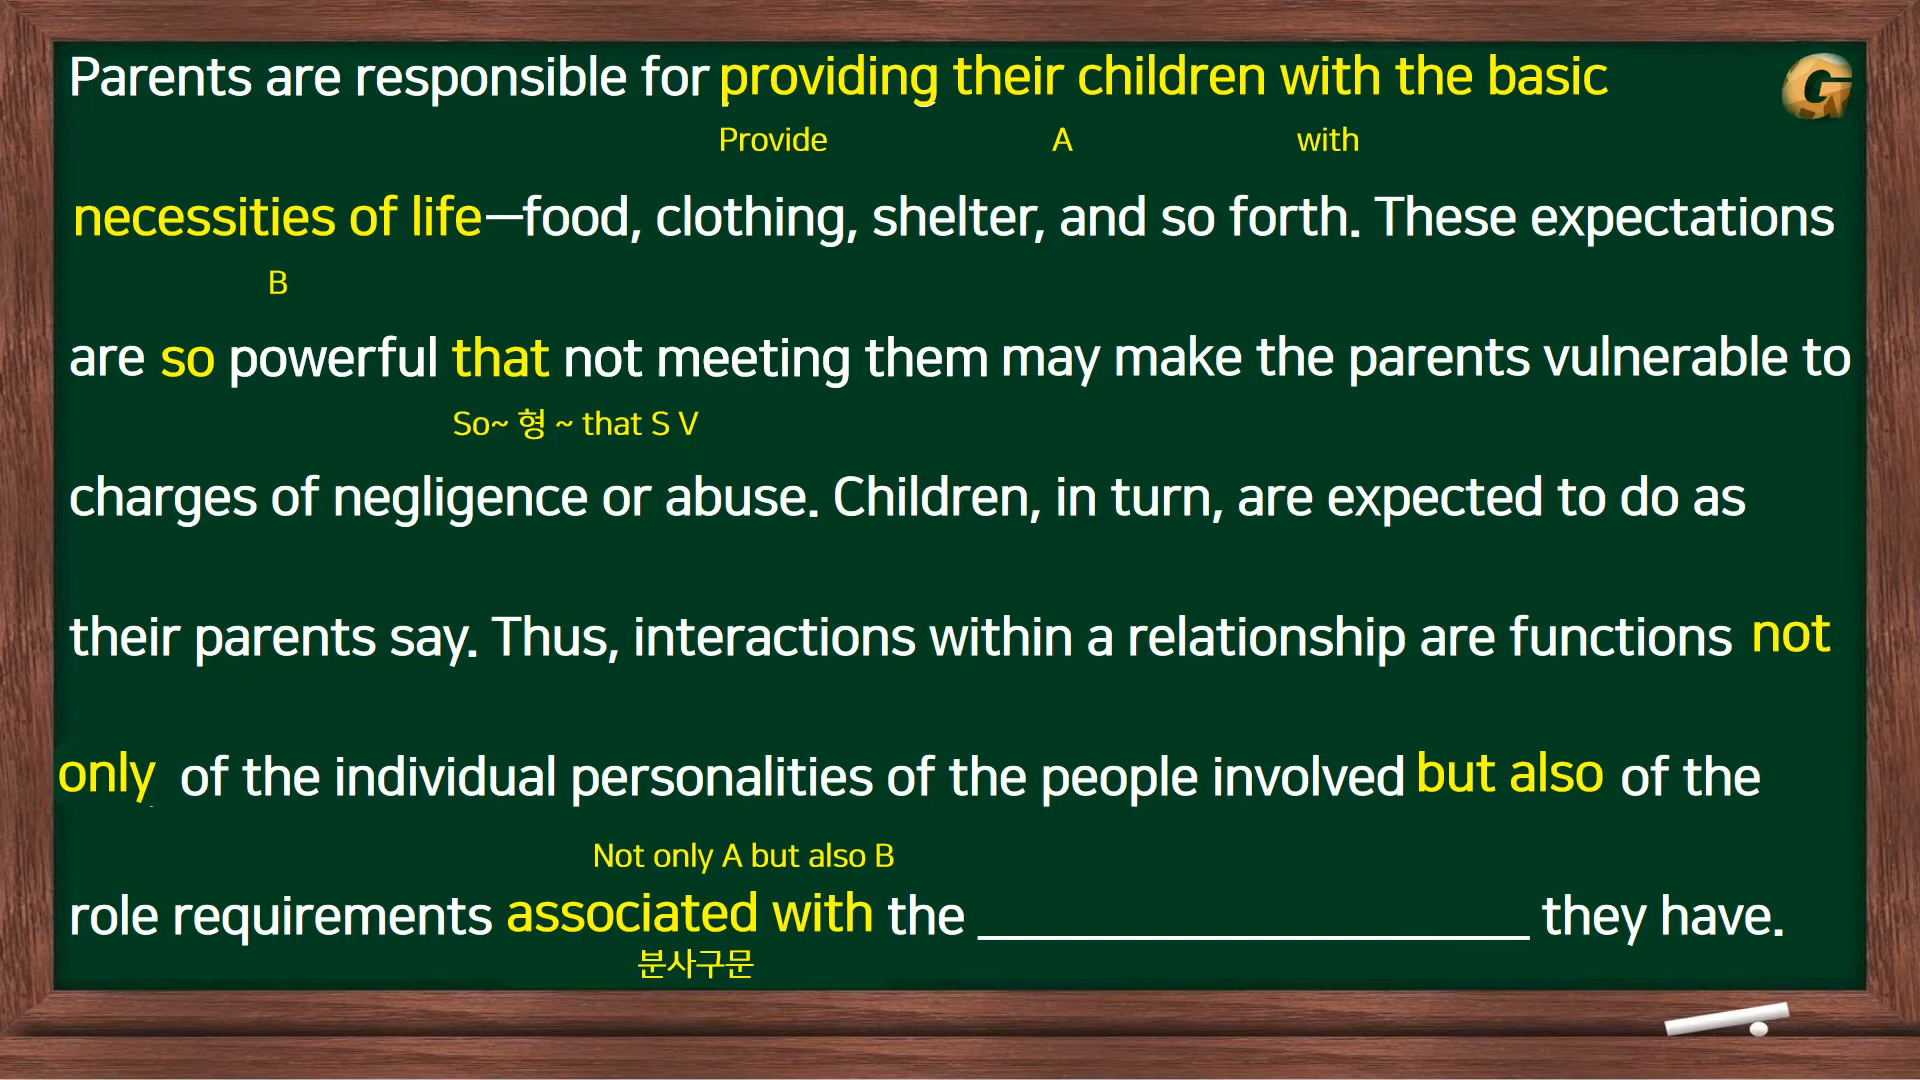 Parents are responsible for providing their children with the basic
Provide A with
necessities of life—food, clothing, shelter, and so forth. These expectations
B
are so powerful that not meeting them may make the parents vulnerable to
So~ 형 ~ that S V
charges of negligence or abuse. Children, in turn, are expected to do as
their parents say. Thus, interactions within a relationship are functions not
only of the individual personalities of the people involved but also of the
Not only A but also B
role requirements associated with the ____________________ they have.
분사구문